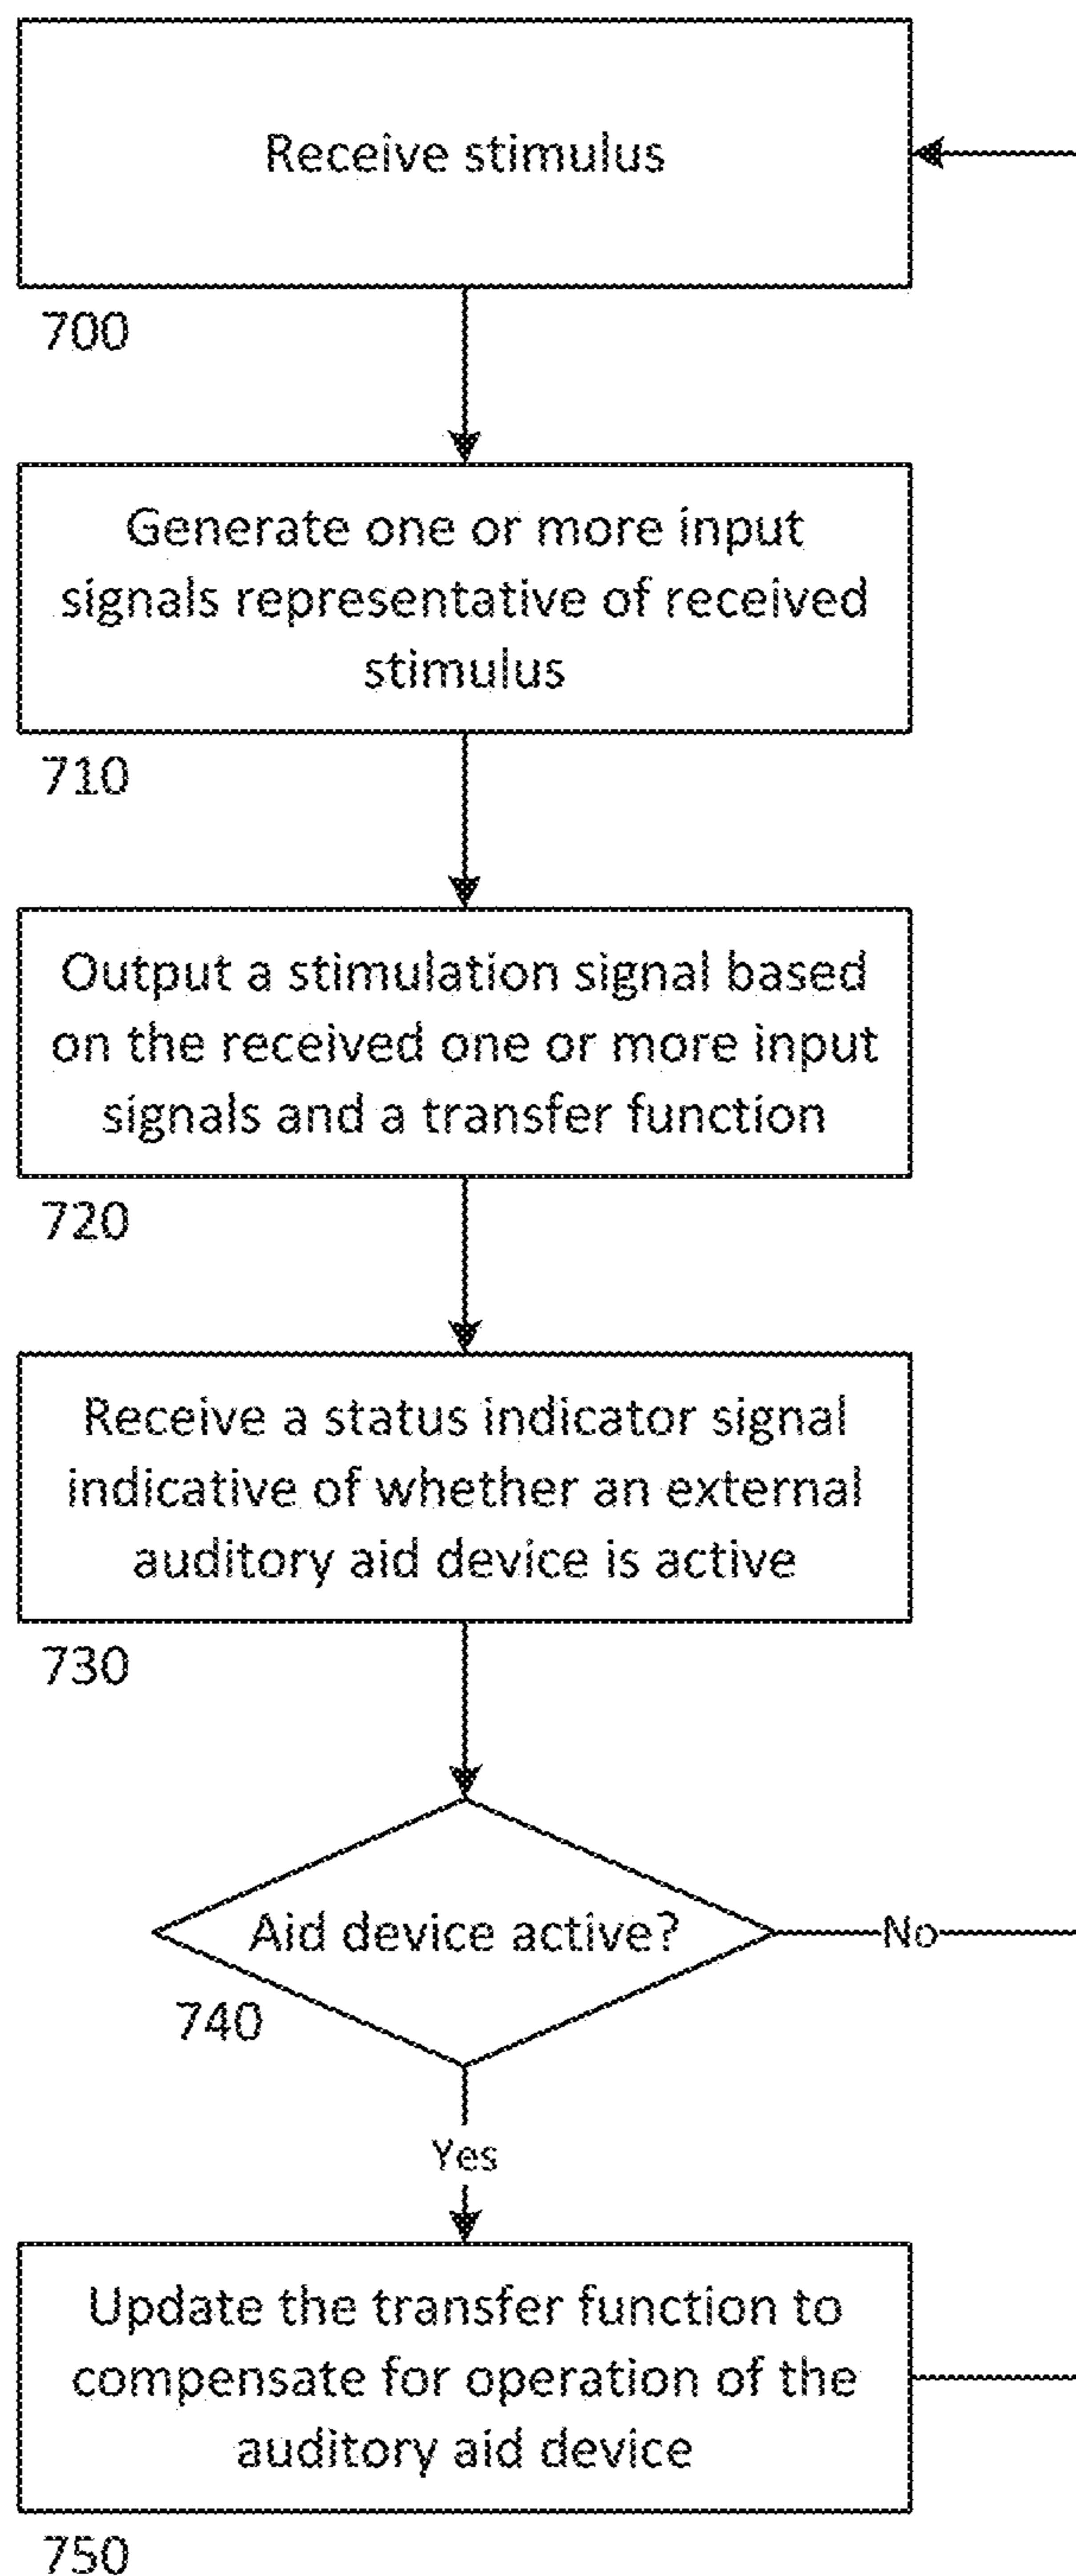 Receive stimulus
700
Generate one or more input
signals representative of received
stimulus
710
Output a stimulation signal based
on the received one or more input
signals and a transfer function
720
Receive a status indicator signal
indicative of whether an external
auditory aid device is active
730
Aid device active?
No
740
Yes
Update the transfer function to
compensate for operation of the
auditory aid device
750